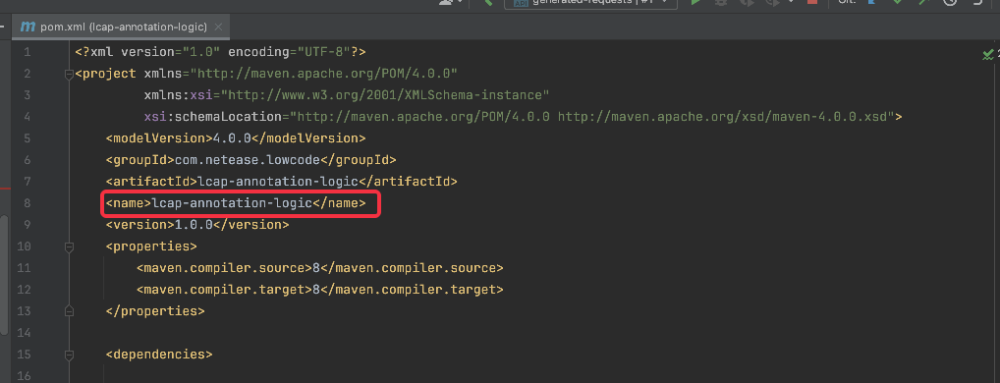 generated-requests | #1
Git:
pom.xml (lcap-annotation-logic)
1 <?xml version="1.0" encoding="UTF-8"?>
2 <project xmlns="http://maven.apache.org/POM/4.0.0"
3 xmlns:xsi="http://www.w3.org/2001/XMLSchema-instance"
4 xsi:schemaLocation="http://maven.apache.org/POM/4.0.0 http://maven.apache.org/xsd/maven-4.0.0.xsd">
5 <modelVersion>4.0.0</modelVersion>
6 <groupId>com.netease.lowcode</groupId>
7 <artifactId>lcap-annotation-logic</artifactId>
8 <name>lcap-annotation-logic</name>
9 <version>1.0.0</version>
10 <properties>
11 <maven.compiler.source>8</maven.compiler.source>
12 <maven.compiler.target>8</maven.compiler.target>
13 </properties>
14
15 <dependencies>
16